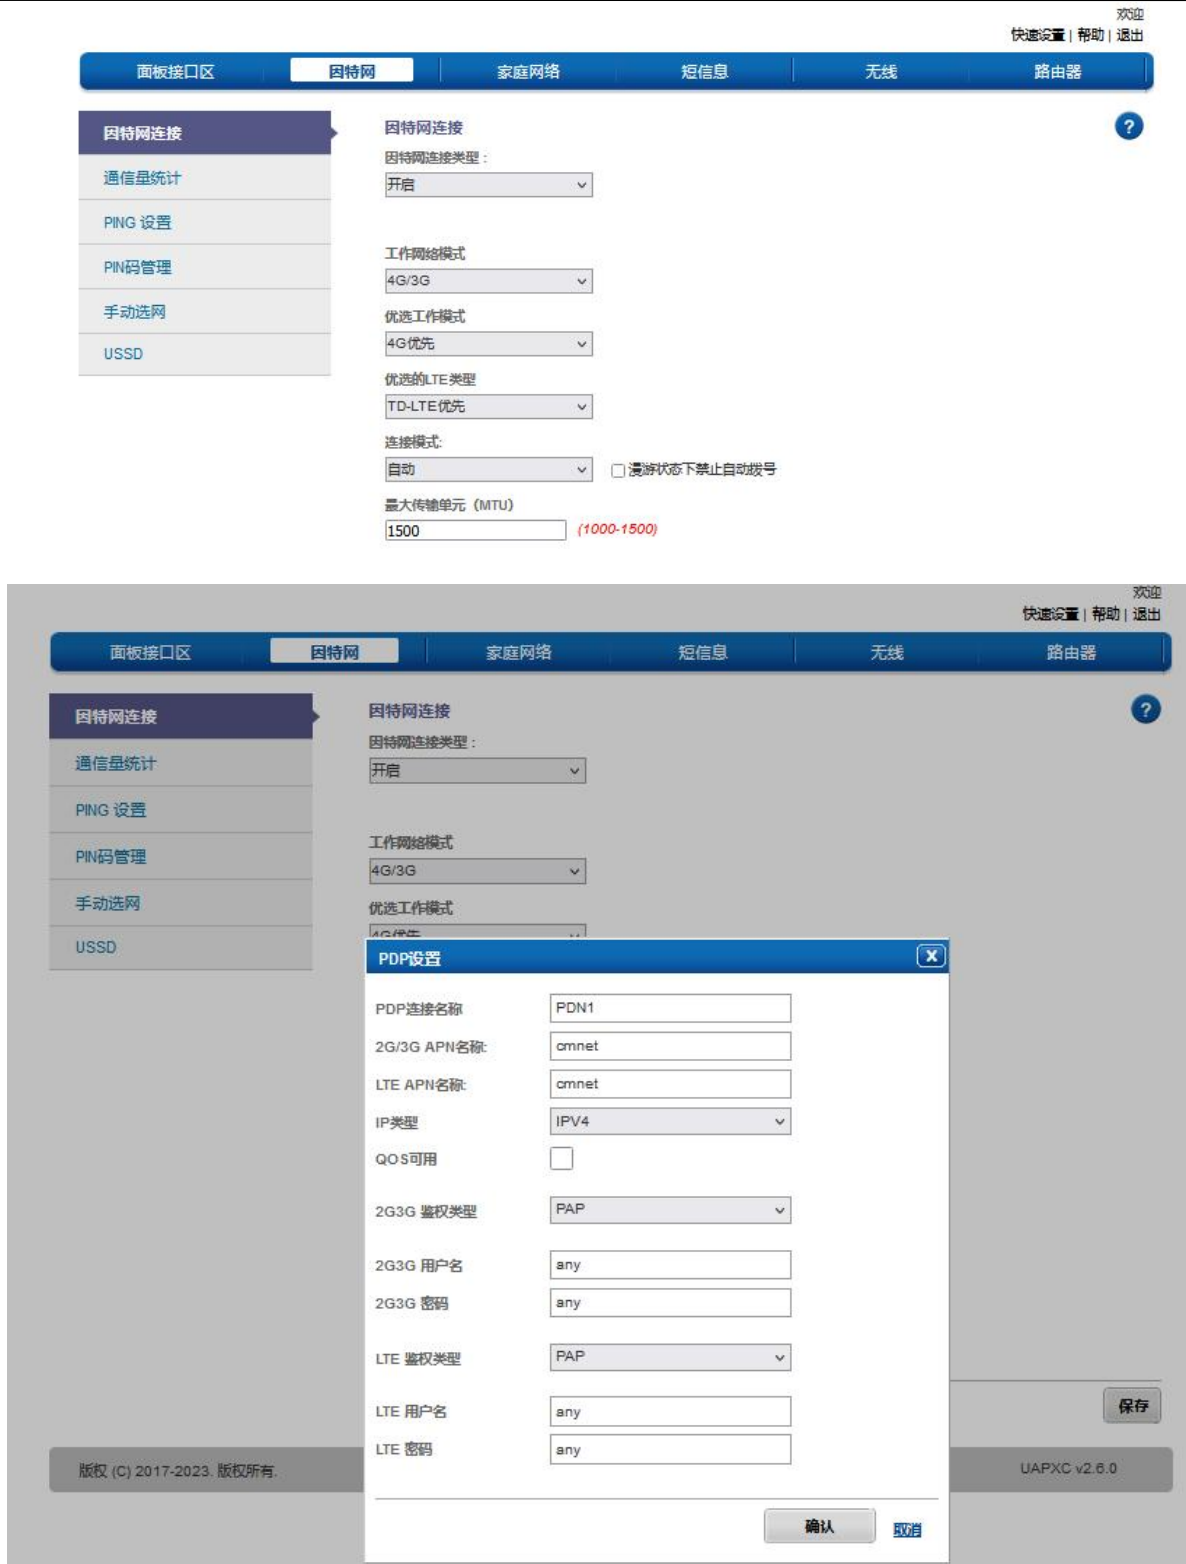 欢迎
快速设置 | 帮助 | 退出
面板接口区 因特网 家庭网络 短信息 无线 路由器
因特网连接
通信量统计
PING 设置
PIN码管理
手动选网
USSD
因特网连接
?
因特网连接类型 :
开启
工作网络模式
4G/3G
优选工作模式
4G优先
优选的LTE类型
TD-LTE优先
连接模式:
自动 漫游状态下禁止自动拨号
最大传输单元（MTU）
1500 (1000-1500)
欢迎
快速设置 | 帮助 | 退出
面板接口区 因特网 家庭网络 短信息 无线 路由器
因特网连接
通信量统计
PING 设置
PIN码管理
手动选网
USSD
因特网连接
?
因特网连接类型 :
开启
工作网络模式
4G/3G
优选工作模式
4G优先
PDP设置 X
PDP连接名称 PDN1
2G/3G APN名称: cmnet
LTE APN名称: cmnet
IP类型 IPV4
QOS可用
2G3G 鉴权类型 PAP
2G3G 用户名 any
2G3G 密码 any
LTE 鉴权类型 PAP
LTE 用户名 any
LTE 密码 any
确认 取消
保存
版权 (C) 2017-2023. 版权所有. UAPXC v2.6.0